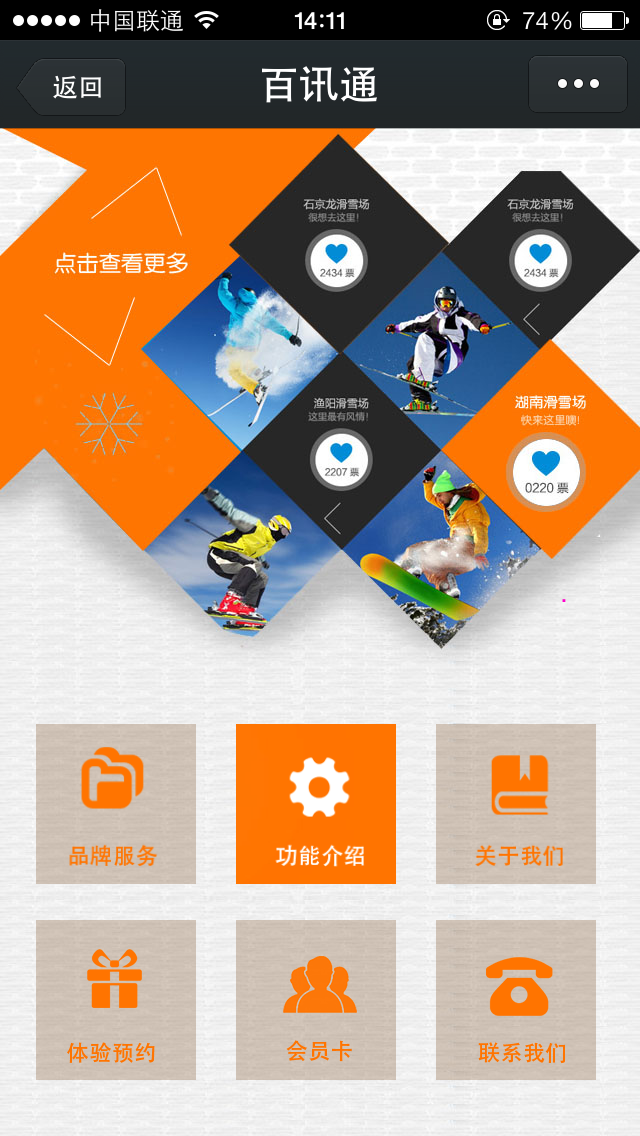 中国联通 14:11 74%
返回 百讯通
石京龙滑雪场
很想去这里!
2434 票
石京龙滑雪场
很想去这里!
2434 票
点击查看更多
渔阳滑雪场
这里最有风情!
2207 票
湖南滑雪场
快来这里噢!
0220 票
品牌服务 功能介绍 关于我们
体验预约 会员卡 联系我们